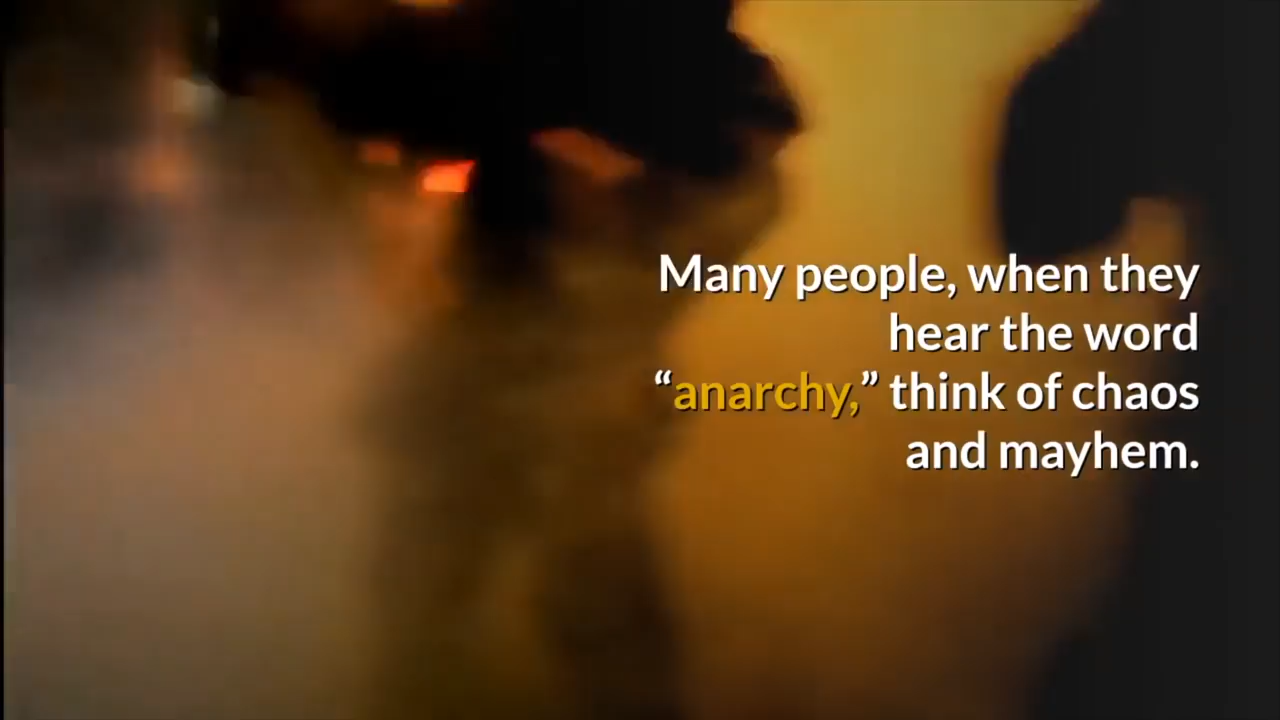 Many people, when they
hear the word
“anarchy,” think of chaos
and mayhem.